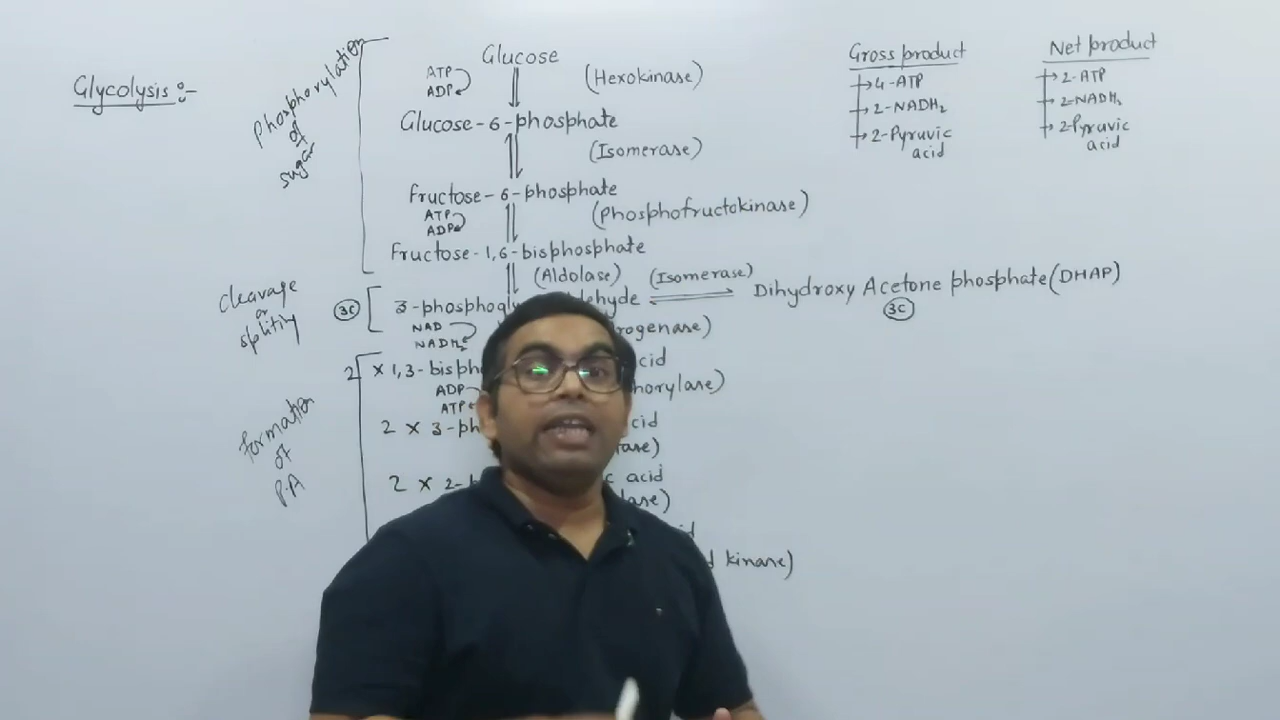 Glycolysis :-
Phosphorylation of sugar
Glucose
ATP
ADP
(Hexokinase)
Glucose-6-phosphate
(Isomerase)
Fructose-6-phosphate
ATP
ADP
(Phosphofructokinase)
Fructose-1,6-bisphosphate
(Aldolase)
(Isomerase)
cleavage or
3C
Dihydroxy Acetone phosphate (DHAP)
3C
NAD
NADH2
2 × 1,3-
ADP
ATP
formation of P.A
2 × 3-
2 × 2-
acid
kinase)
Gross product
4-ATP
2-NADH2
2-Pyruvic acid
Net product
2-ATP
2-NADH2
2-Pyruvic acid